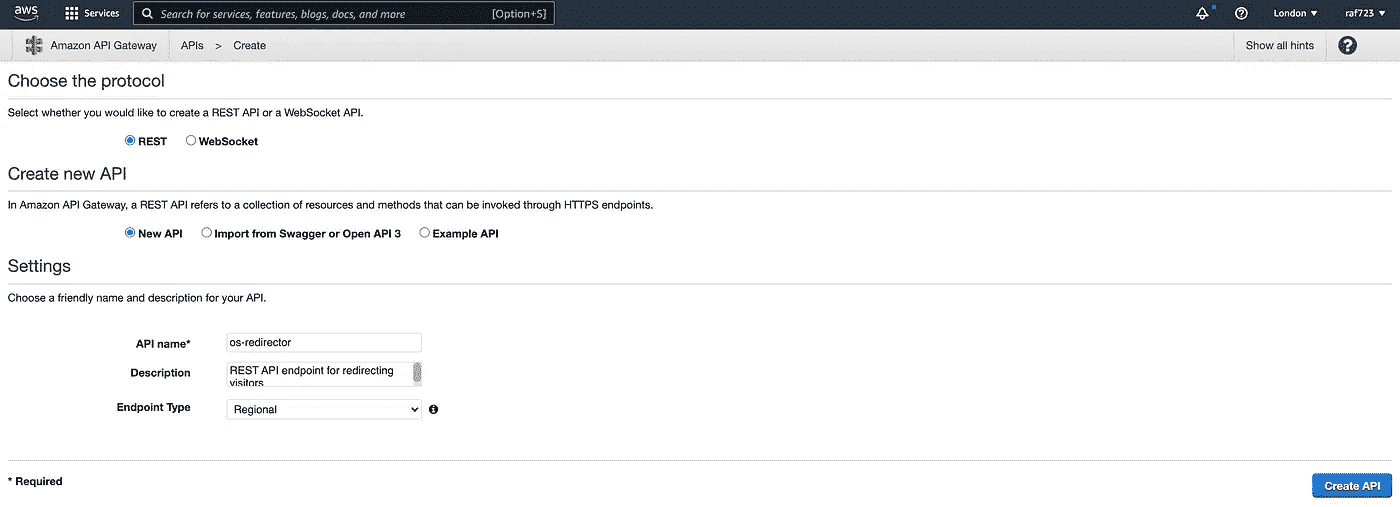 aws Services Search for services, features, blogs, docs, and more [Option+S] London ▼ raf723 ▼
Amazon API Gateway APIs > Create Show all hints ?
Choose the protocol
Select whether you would like to create a REST API or a WebSocket API.
REST WebSocket
Create new API
In Amazon API Gateway, a REST API refers to a collection of resources and methods that can be invoked through HTTPS endpoints.
New API Import from Swagger or Open API 3 Example API
Settings
Choose a friendly name and description for your API.
API name* os-redirector
Description REST API endpoint for redirecting
visitors
Endpoint Type Regional
* Required Create API